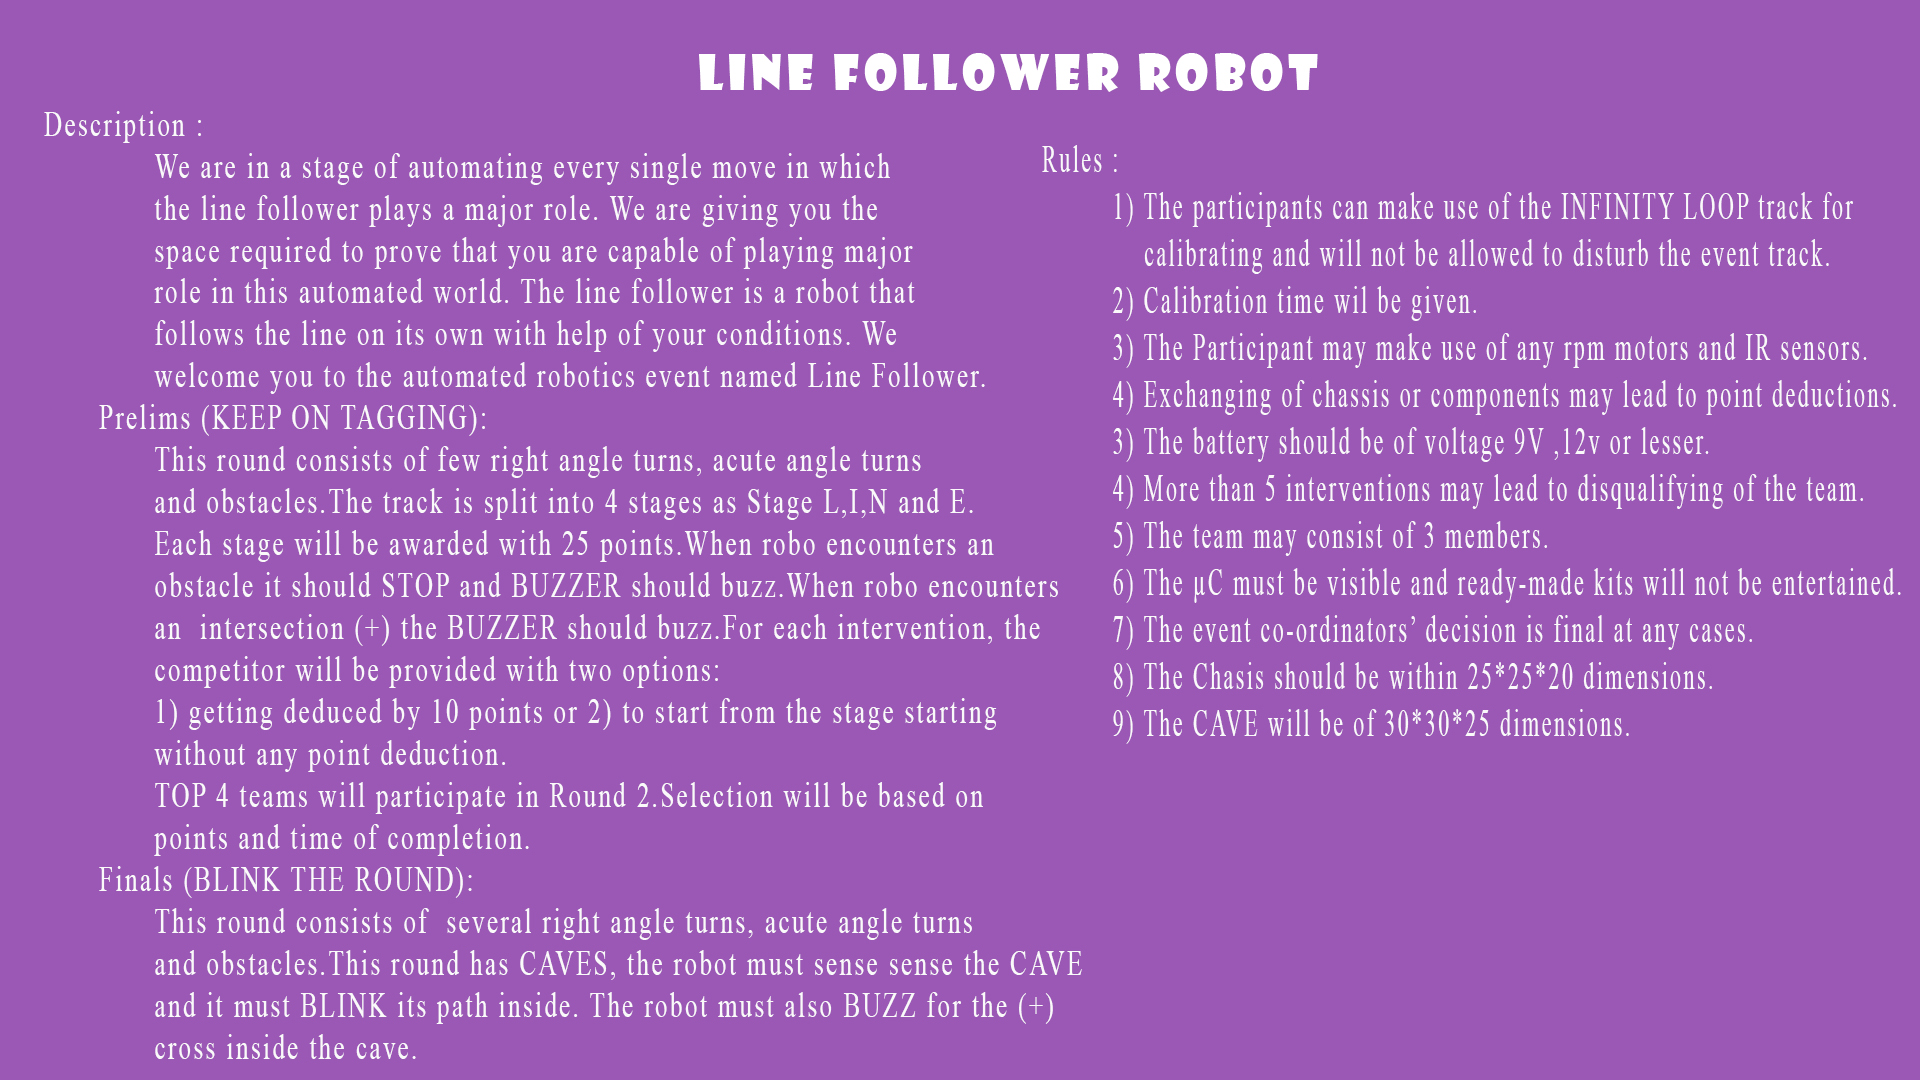 LINE FOLLOWER ROBOT
Description :
We are in a stage of automating every single move in which
the line follower plays a major role. We are giving you the
space required to prove that you are capable of playing major
role in this automated world. The line follower is a robot that
follows the line on its own with help of your conditions. We
welcome you to the automated robotics event named Line Follower.
Prelims (KEEP ON TAGGING):
This round consists of few right angle turns, acute angle turns
and obstacles.The track is split into 4 stages as Stage L,I,N and E.
Each stage will be awarded with 25 points.When robo encounters an
obstacle it should STOP and BUZZER should buzz.When robo encounters
an  intersection (+) the BUZZER should buzz.For each intervention, the
competitor will be provided with two options:
1) getting deduced by 10 points or 2) to start from the stage starting
without any point deduction.
TOP 4 teams will participate in Round 2.Selection will be based on
points and time of completion.
Finals (BLINK THE ROUND):
This round consists of  several right angle turns, acute angle turns
and obstacles.This round has CAVES, the robot must sense sense the CAVE
and it must BLINK its path inside. The robot must also BUZZ for the (+)
cross inside the cave.
Rules :
1) The participants can make use of the INFINITY LOOP track for
calibrating and will not be allowed to disturb the event track.
2) Calibration time wil be given.
3) The Participant may make use of any rpm motors and IR sensors.
4) Exchanging of chassis or components may lead to point deductions.
3) The battery should be of voltage 9V ,12v or lesser.
4) More than 5 interventions may lead to disqualifying of the team.
5) The team may consist of 3 members.
6) The µC must be visible and ready-made kits will not be entertained.
7) The event co-ordinators’ decision is final at any cases.
8) The Chasis should be within 25*25*20 dimensions.
9) The CAVE will be of 30*30*25 dimensions.